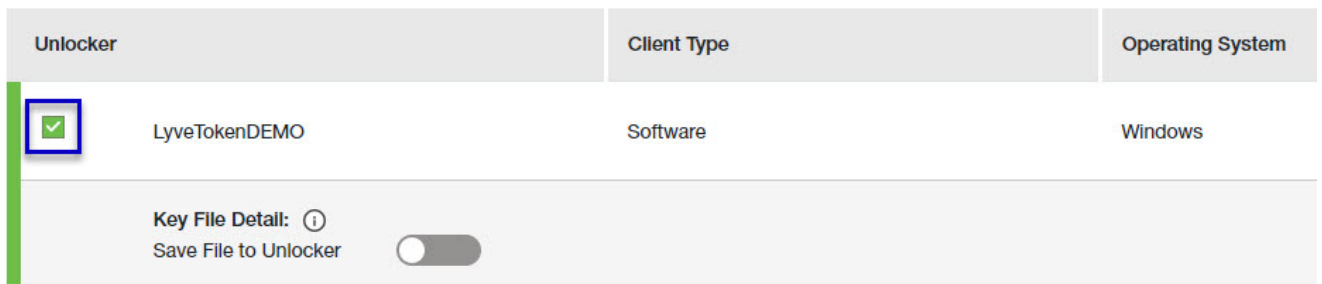 Unlocker Client Type Operating System
LyveTokenDEMO Software Windows
Key File Detail:
Save File to Unlocker